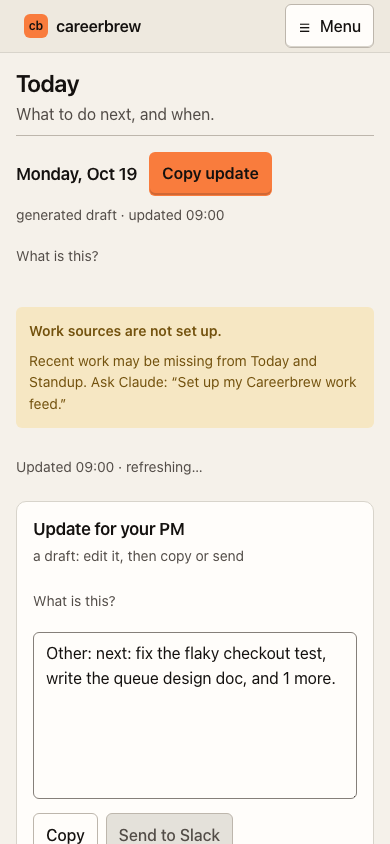 cb careerbrew
☰ Menu
Today
What to do next, and when.
Monday, Oct 19 Copy update
generated draft · updated 09:00
What is this?
Work sources are not set up.
Recent work may be missing from Today and
Standup. Ask Claude: “Set up my Careerbrew work
feed.”
Updated 09:00 · refreshing…
Update for your PM
a draft: edit it, then copy or send
What is this?
Other: next: fix the flaky checkout test,
write the queue design doc, and 1 more.
Copy Send to Slack